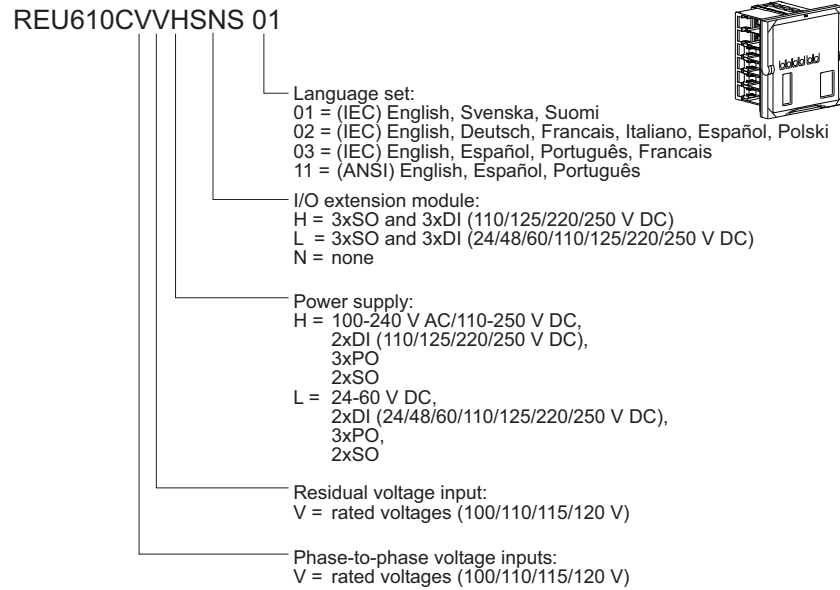 REU610CVVHSNS 01
Language set:
01 = (IEC) English, Svenska, Suomi
02 = (IEC) English, Deutsch, Francais, Italiano, Español, Polski
03 = (IEC) English, Español, Português, Francais
11 = (ANSI) English, Español, Português
I/O extension module:
H = 3xSO and 3xDI (110/125/220/250 V DC)
L = 3xSO and 3xDI (24/48/60/110/125/220/250 V DC)
N = none
Power supply:
H = 100-240 V AC/110-250 V DC,
2xDI (110/125/220/250 V DC),
3xPO
2xSO
L = 24-60 V DC,
2xDI (24/48/60/110/125/220/250 V DC),
3xPO,
2xSO
Residual voltage input:
V = rated voltages (100/110/115/120 V)
Phase-to-phase voltage inputs:
V = rated voltages (100/110/115/120 V)